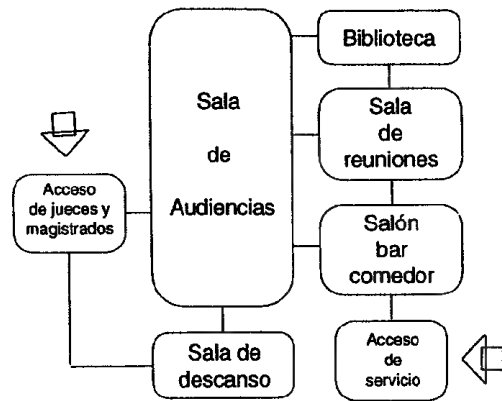 Biblioteca
Sala
de
Audiencias
Sala
de
reuniones
Acceso
de jueces y
magistrados
Salón
bar
comedor
Sala de
descanso
Acceso
de
servicio